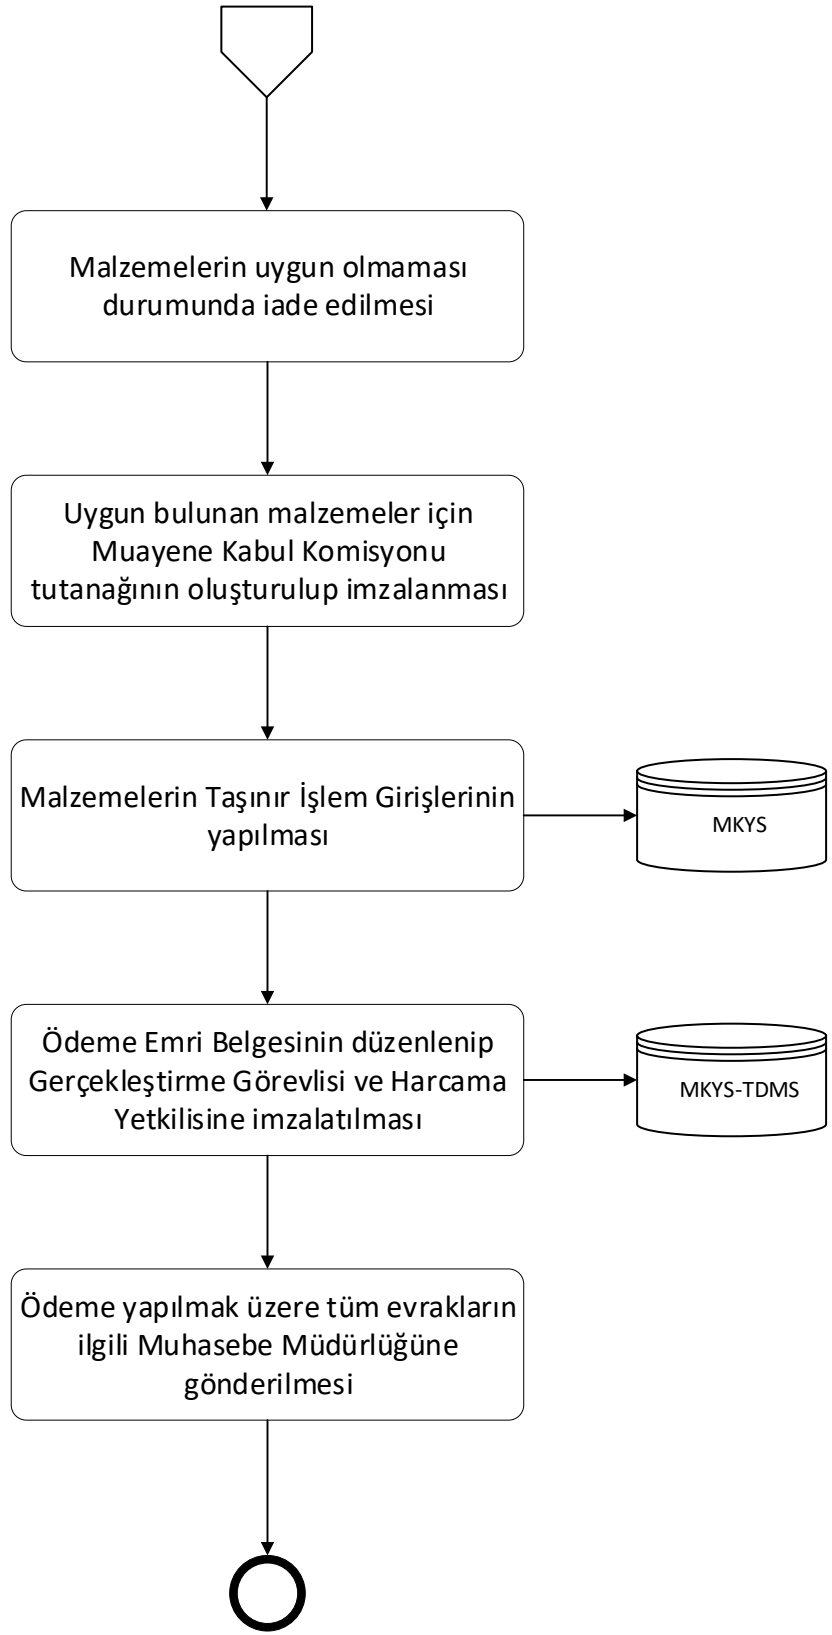 Malzemelerin uygun olmaması
durumunda iade edilmesi
Uygun bulunan malzemeler için
Muayene Kabul Komisyonu
tutanağının oluşturulup imzalanması
Malzemelerin Taşınır İşlem Girişlerinin
yapılması
MKYS
Ödeme Emri Belgesinin düzenlenip
Gerçekleştirme Görevlisi ve Harcama
Yetkilisine imzalatılması
MKYS-TDMS
Ödeme yapılmak üzere tüm evrakların
ilgili Muhasebe Müdürlüğüne
gönderilmesi